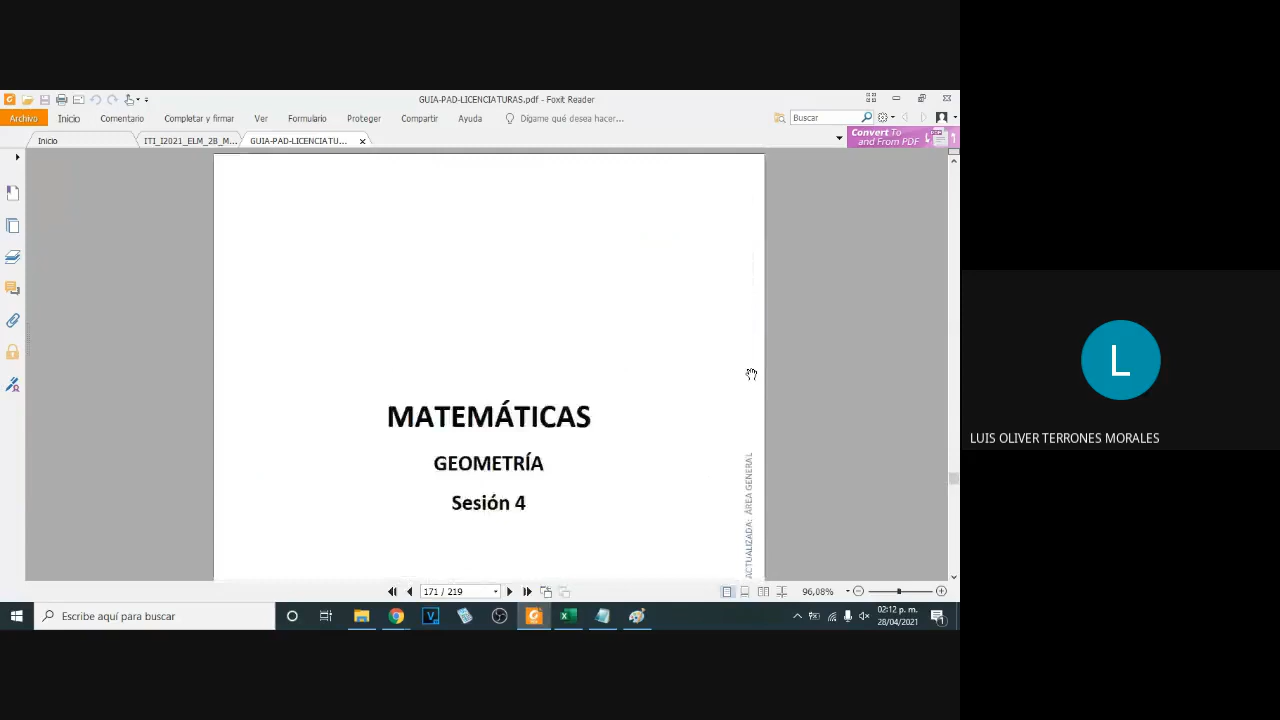 GUIA-PAD-LICENCIATURAS.pdf - Foxit Reader
Archivo Inicio Comentario Completar y firmar Ver Formulario Proteger Compartir Ayuda Dígame qué desea hacer... Buscar
Inicio ITI_I2021_ELM_2B_M... GUIA-PAD-LICENCIATU... Convert To
and From PDF
MATEMÁTICAS
GEOMETRÍA
Sesión 4
ACTUALIZADA: ÁREA GENERAL
L
LUIS OLIVER TERRONES MORALES
171 / 219 96,08%
Escribe aquí para buscar
02:12 p. m.
28/04/2021